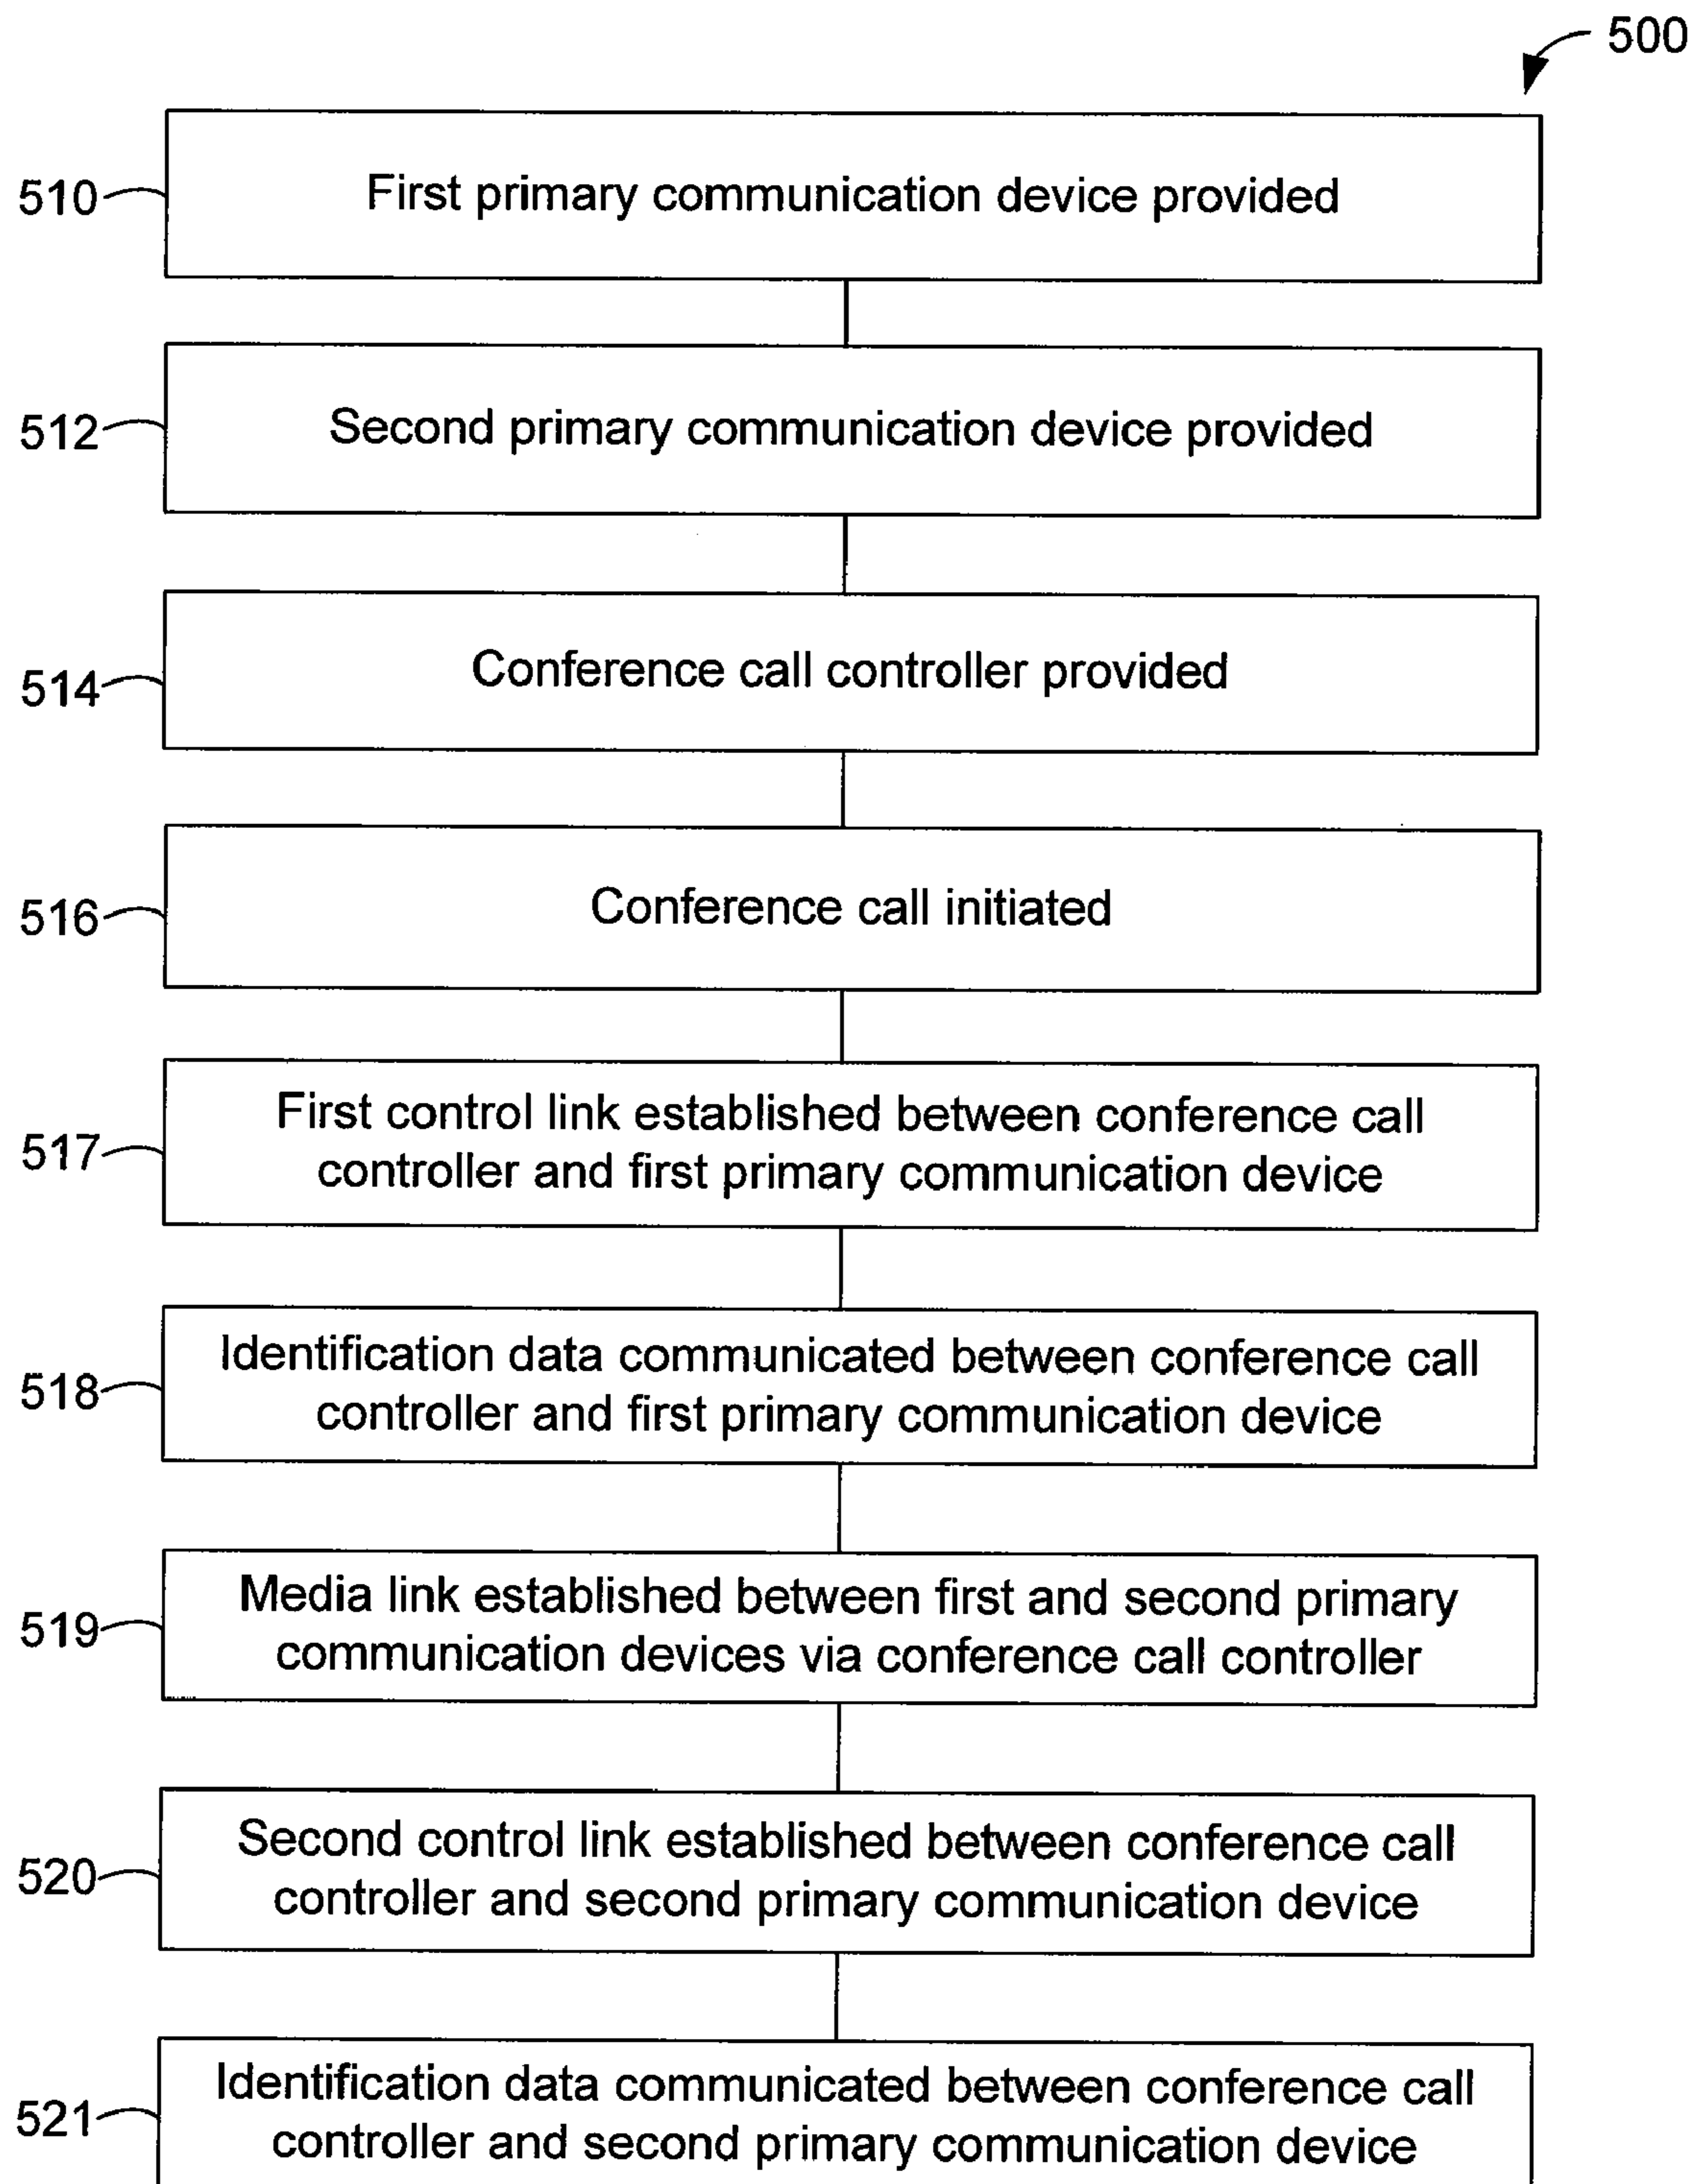 500
510
First primary communication device provided
512
Second primary communication device provided
514
Conference call controller provided
516
Conference call initiated
517
First control link established between conference call
controller and first primary communication device
518
Identification data communicated between conference call
controller and first primary communication device
519
Media link established between first and second primary
communication devices via conference call controller
520
Second control link established between conference call
controller and second primary communication device
521
Identification data communicated between conference call
controller and second primary communication device